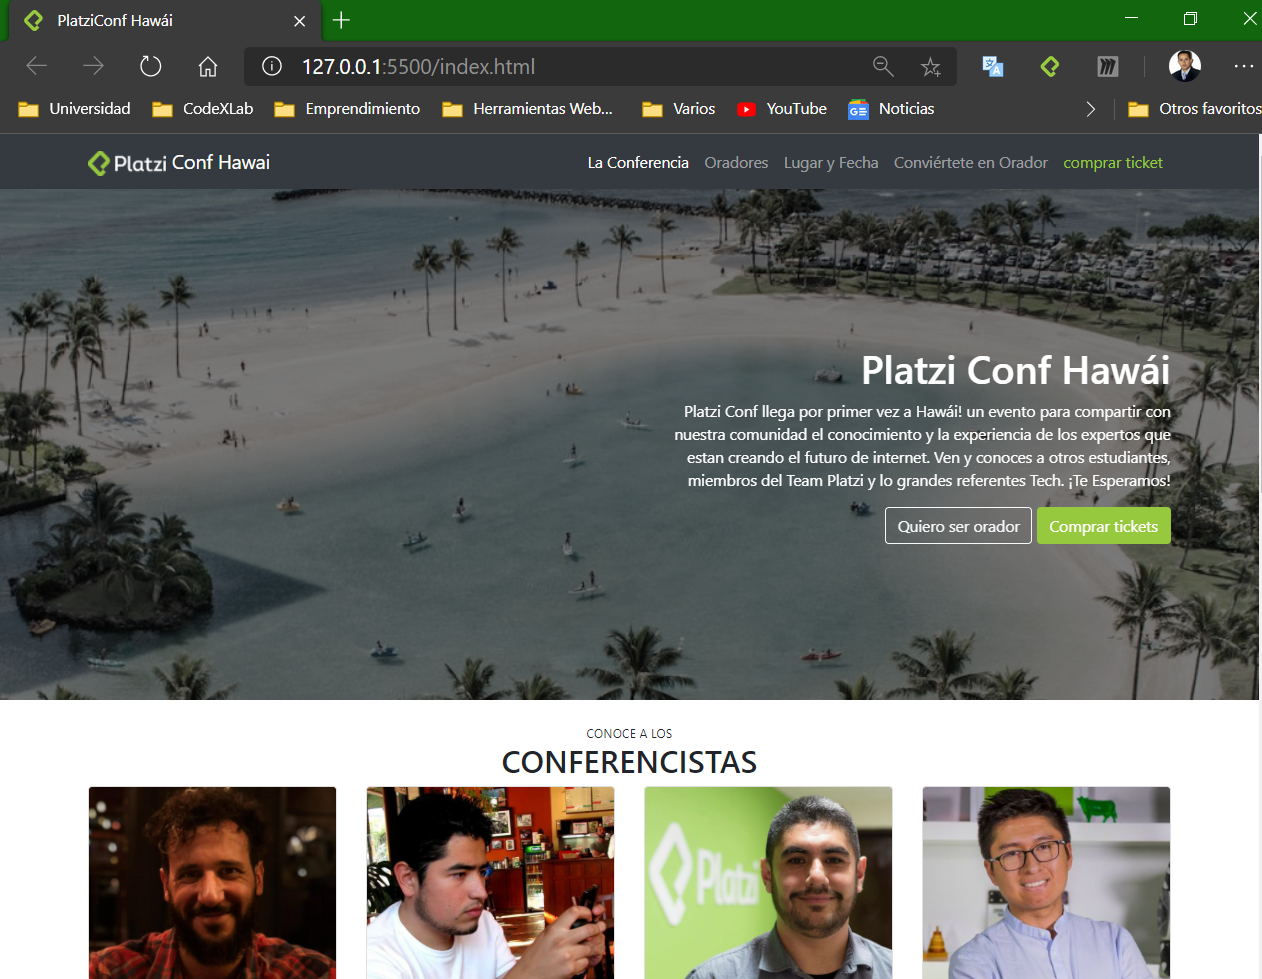 PlatziConf Hawái
127.0.0.1:5500/index.html
Universidad CodeXLab Emprendimiento Herramientas Web... Varios YouTube GE Noticias Otros favoritos
Platzi Conf Hawai La Conferencia Oradores Lugar y Fecha Conviértete en Orador comprar ticket
Platzi Conf Hawái
Platzi Conf llega por primer vez a Hawái! un evento para compartir con
nuestra comunidad el conocimiento y la experiencia de los expertos que
estan creando el futuro de internet. Ven y conoces a otros estudiantes,
miembros del Team Platzi y lo grandes referentes Tech. ¡Te Esperamos!
Quiero ser orador Comprar tickets
CONOCE A LOS
CONFERENCISTAS
Platzi